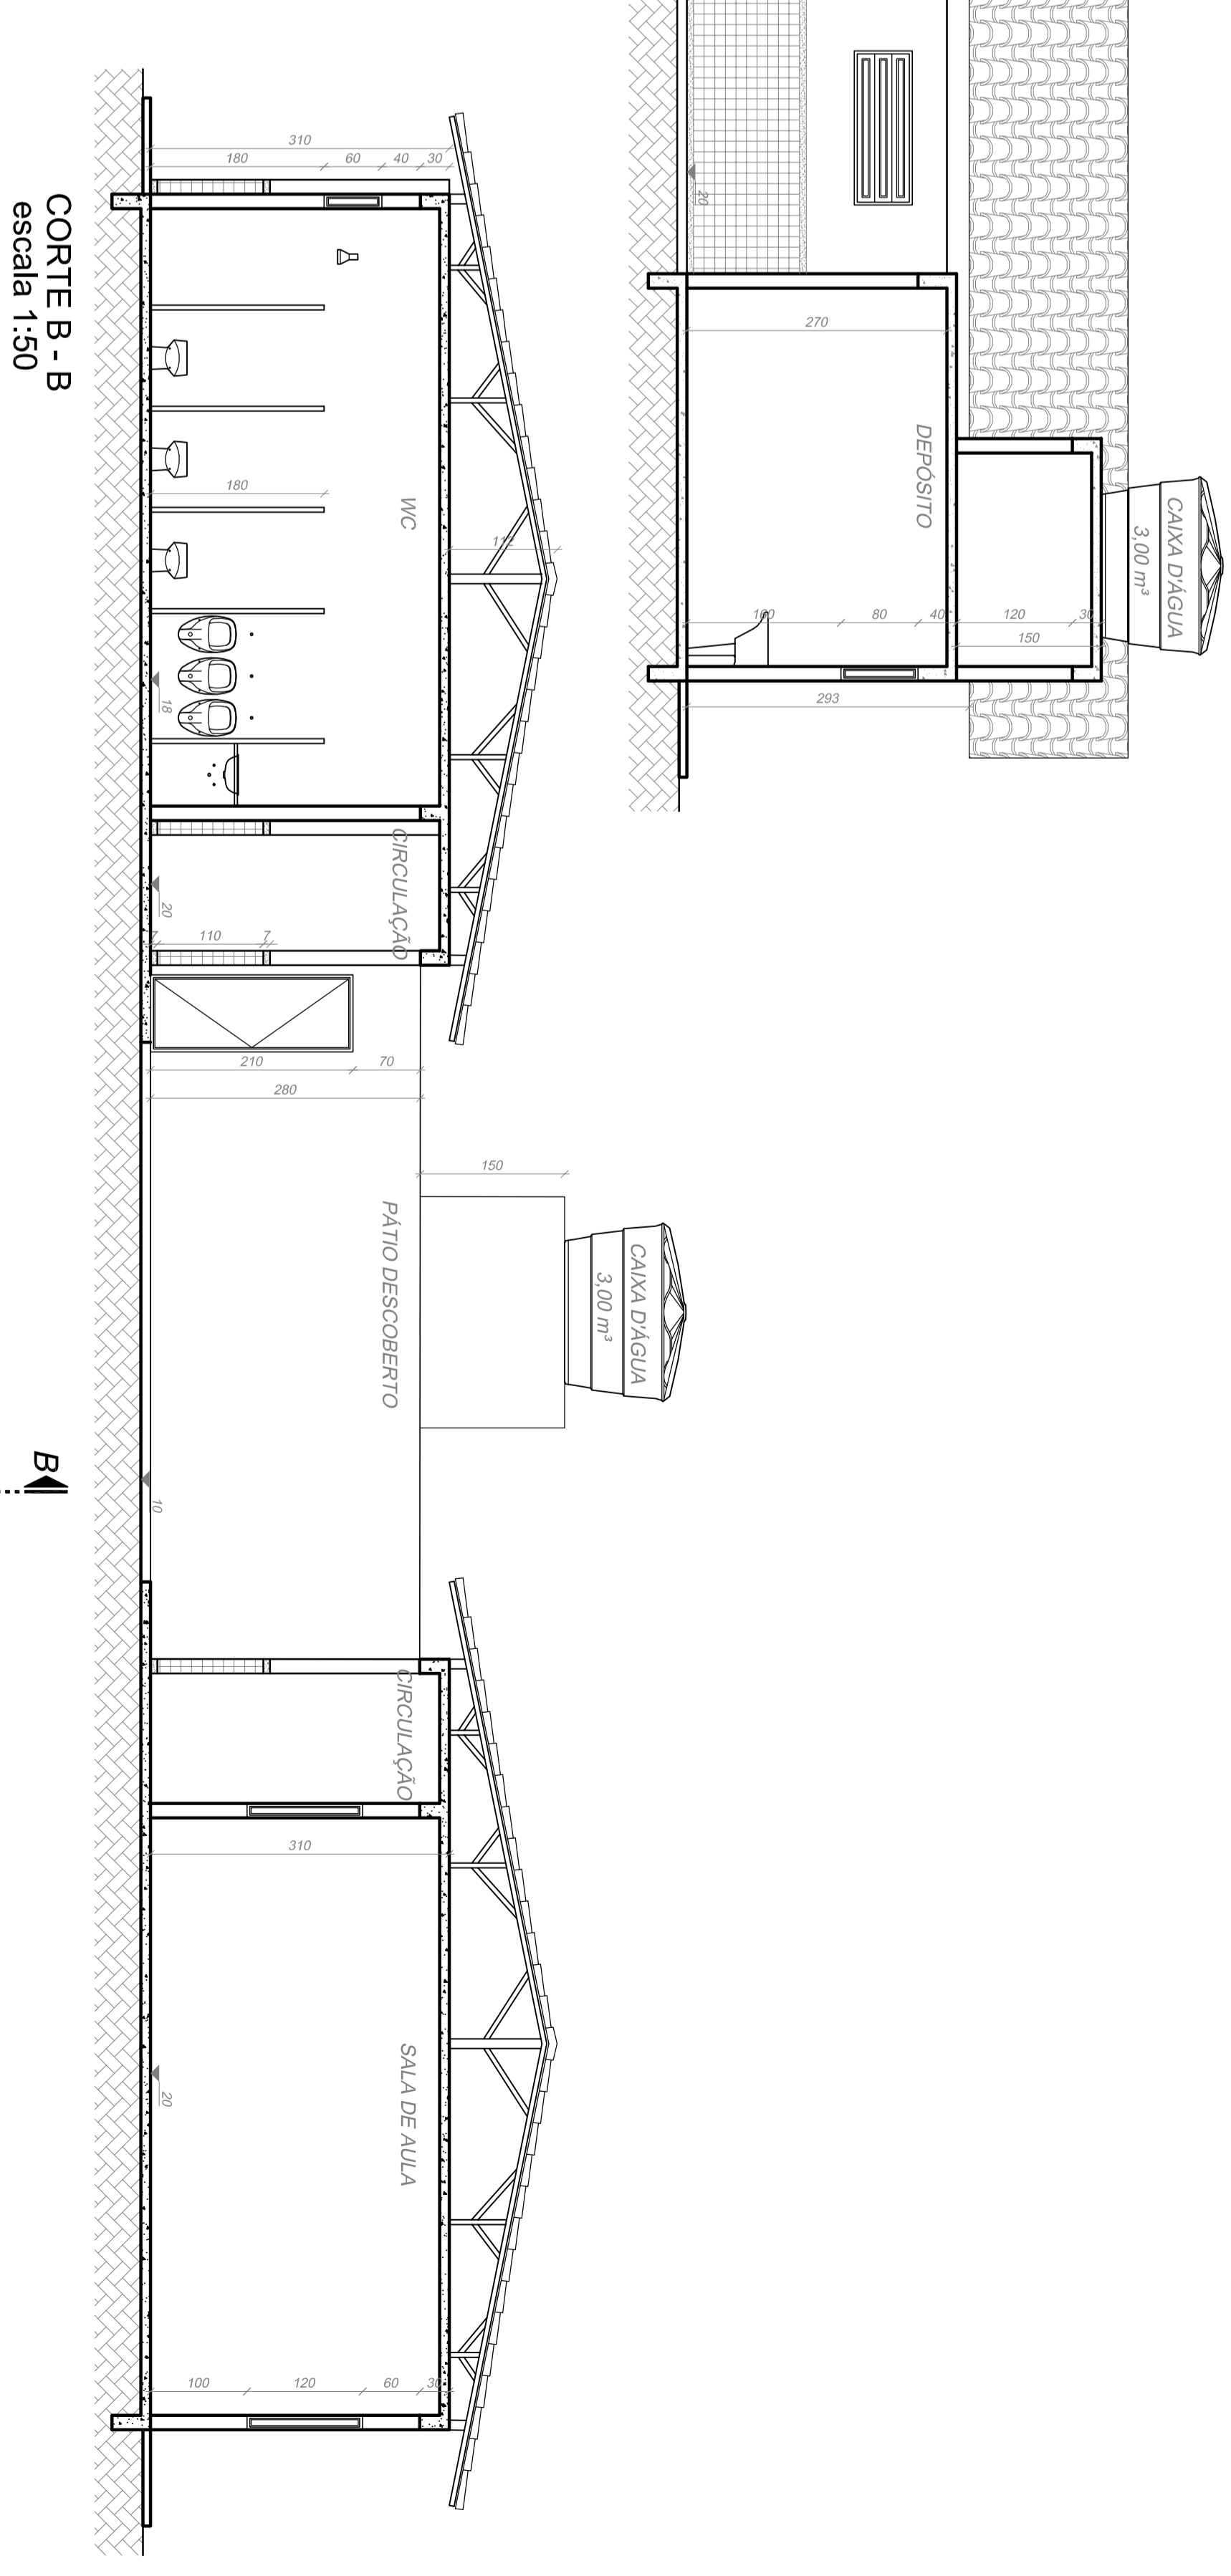 CAIXA D'ÁGUA
3,00 m³
DEPÓSITO
20
270
160
80
40
120
30
150
293
310
180
60
40
30
WC
180
112
18
CIRCULAÇÃO
20
7
110
7
210
70
280
150
CAIXA D'ÁGUA
3,00 m³
PÁTIO DESCOBERTO
10
CIRCULAÇÃO
310
SALA DE AULA
20
100
120
60
30
CORTE B - B
escala 1:50
B